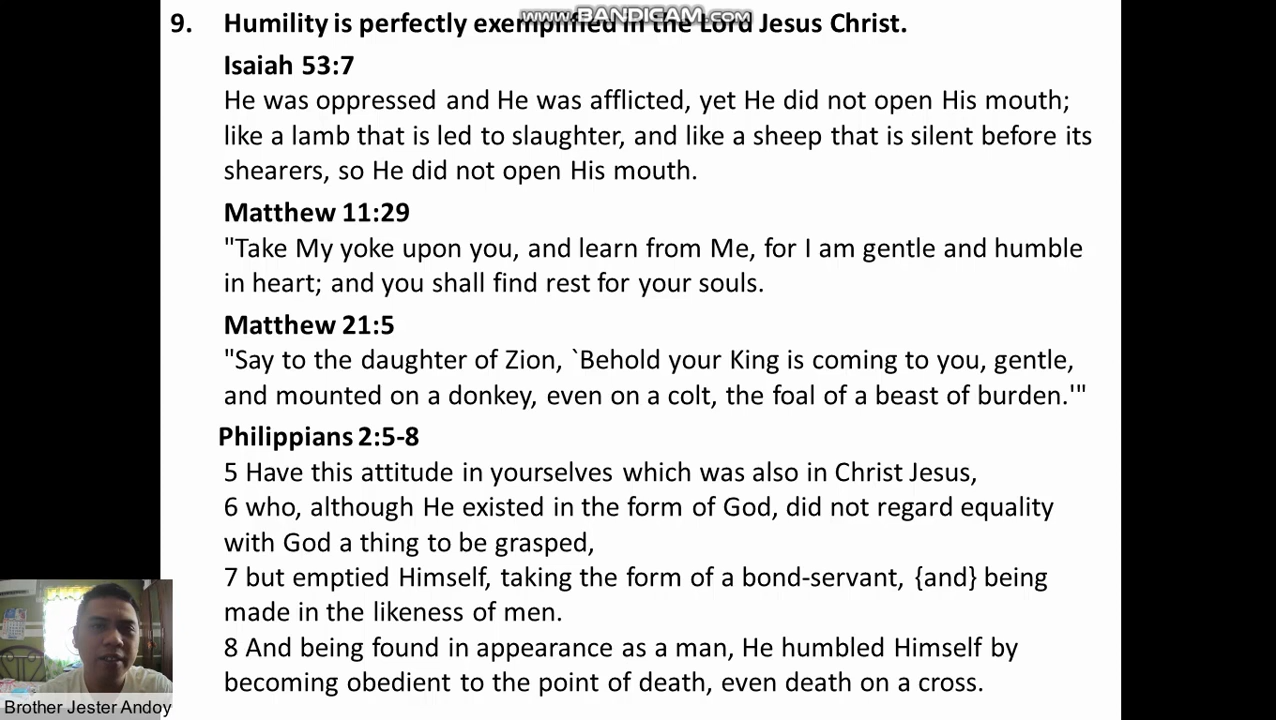 www.BANDICAM.com
9. Humility is perfectly exemplified in the Lord Jesus Christ.
Isaiah 53:7
He was oppressed and He was afflicted, yet He did not open His mouth;
like a lamb that is led to slaughter, and like a sheep that is silent before its
shearers, so He did not open His mouth.
Matthew 11:29
"Take My yoke upon you, and learn from Me, for I am gentle and humble
in heart; and you shall find rest for your souls.
Matthew 21:5
"Say to the daughter of Zion, `Behold your King is coming to you, gentle,
and mounted on a donkey, even on a colt, the foal of a beast of burden.'"
Philippians 2:5-8
5 Have this attitude in yourselves which was also in Christ Jesus,
6 who, although He existed in the form of God, did not regard equality
with God a thing to be grasped,
7 but emptied Himself, taking the form of a bond-servant, {and} being
made in the likeness of men.
8 And being found in appearance as a man, He humbled Himself by
becoming obedient to the point of death, even death on a cross.
Brother Jester Andoy